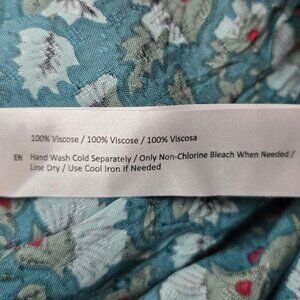 100% Viscose / 100% Viscose / 100% Viscosa
EN Hand Wash Cold Separately / Only Non-Chlorine Bleach When Needed /
Line Dry / Use Cool Iron If Needed